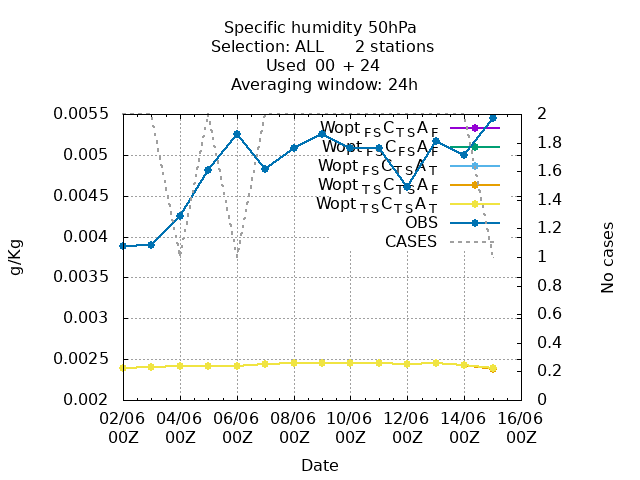 Specific humidity 50hPa
Selection: ALL 2 stations
Used 00 + 24
Averaging window: 24h
g/Kg
0.0055
0.005
0.0045
0.004
0.0035
0.003
0.0025
0.002
Wopt FS C TS A F
Wopt FS C FS A F
Wopt FS C TS A T
Wopt TS C TS A F
Wopt TS C TS A T
OBS
CASES
2
1.8
1.6
1.4
1.2
1
0.8
0.6
0.4
0.2
0
No cases
02/06 04/06 06/06 08/06 10/06 12/06 14/06 16/06
00Z 00Z 00Z 00Z 00Z 00Z 00Z 00Z
Date